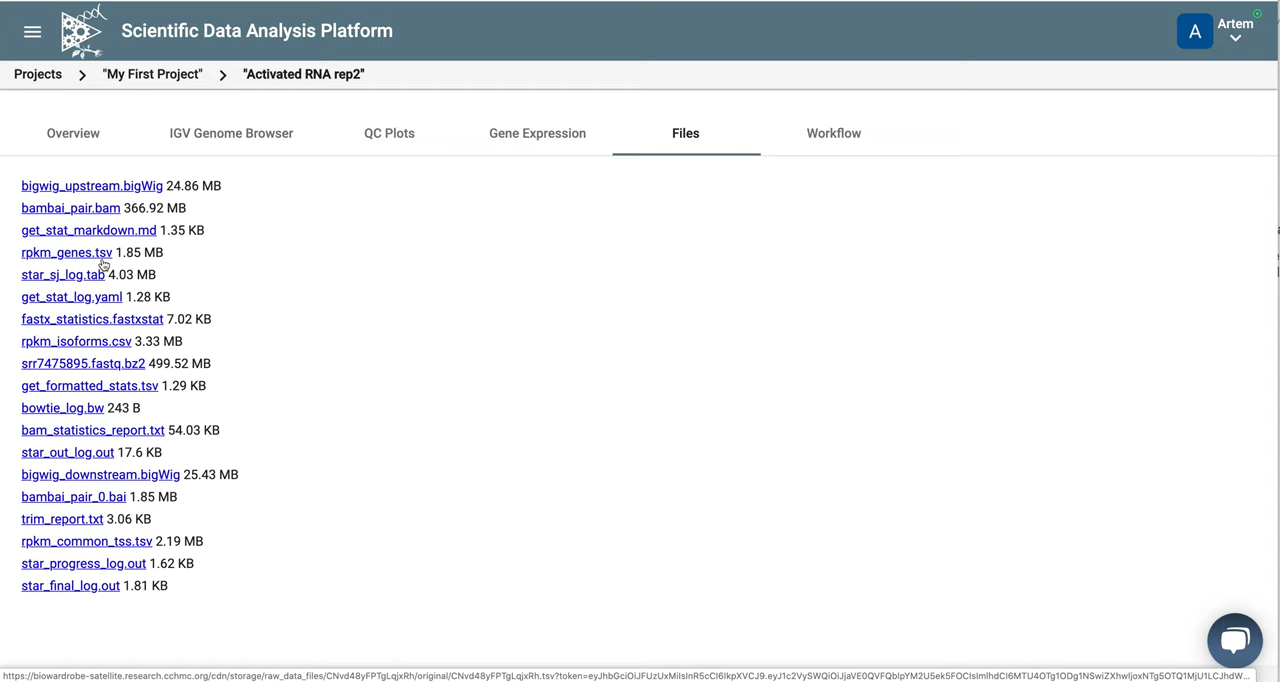 Scientific Data Analysis Platform
A
Artem
Projects > "My First Project" > "Activated RNA rep2"
Overview IGV Genome Browser QC Plots Gene Expression Files Workflow
bigwig_upstream.bigWig 24.86 MB
bambai_pair.bam 366.92 MB
get_stat_markdown.md 1.35 KB
rpkm_genes.tsv 1.85 MB
star_sj_log.tab 4.03 MB
get_stat_log.yaml 1.28 KB
fastx_statistics.fastxstat 7.02 KB
rpkm_isoforms.csv 3.33 MB
srr7475895.fastq.bz2 499.52 MB
get_formatted_stats.tsv 1.29 KB
bowtie_log.bw 243 B
bam_statistics_report.txt 54.03 KB
star_out_log.out 17.6 KB
bigwig_downstream.bigWig 25.43 MB
bambai_pair_0.bai 1.85 MB
trim_report.txt 3.06 KB
rpkm_common_tss.tsv 2.19 MB
star_progress_log.out 1.62 KB
star_final_log.out 1.81 KB